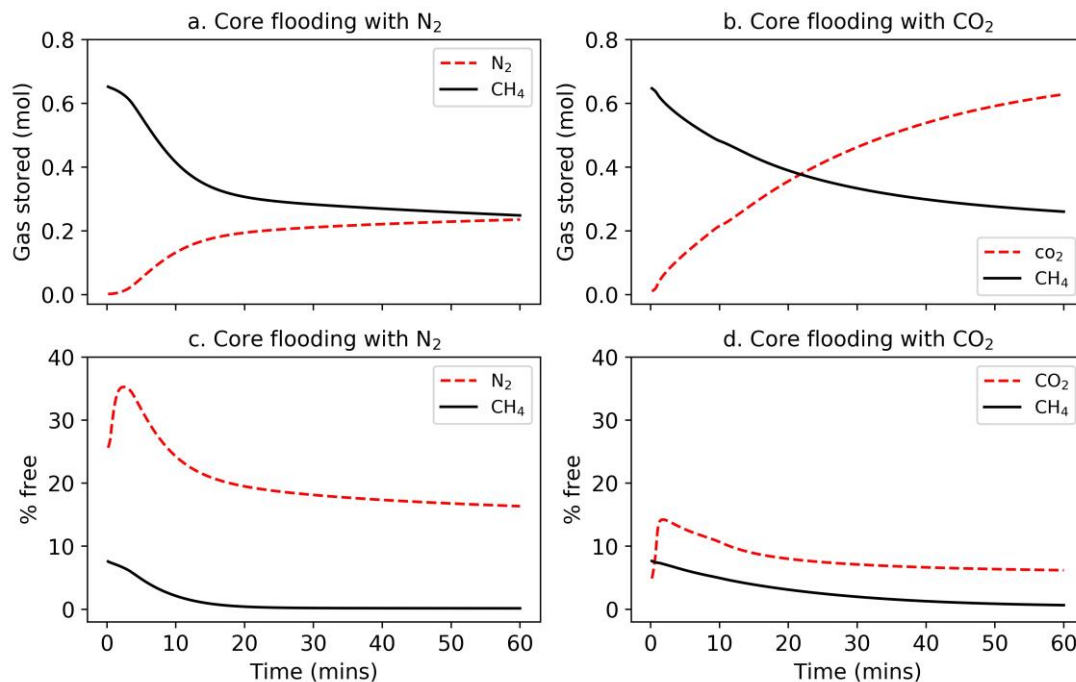 a. Core flooding with N₂
0.8
0.6
0.4
0.2
0.0
Gas stored (mol)
N₂
CH₄
b. Core flooding with CO₂
0.8
0.6
0.4
0.2
0.0
Gas stored (mol)
co₂
CH₄
c. Core flooding with N₂
40
30
20
10
0
% free
N₂
CH₄
0 10 20 30 40 50 60
Time (mins)
d. Core flooding with CO₂
40
30
20
10
0
% free
CO₂
CH₄
0 10 20 30 40 50 60
Time (mins)